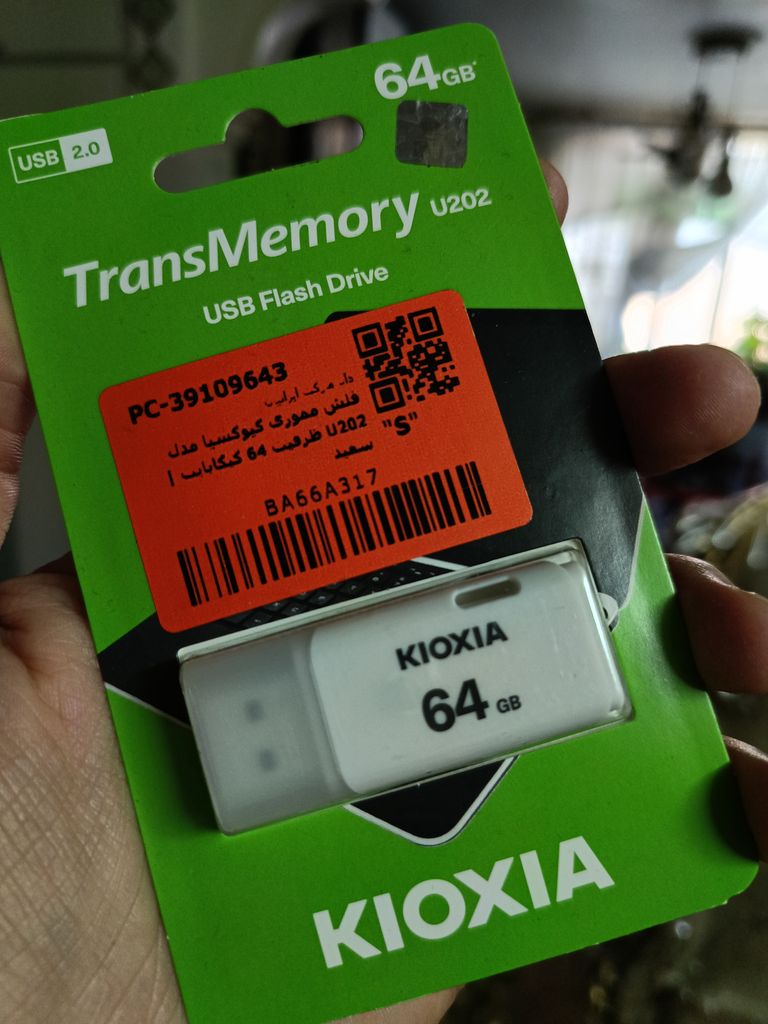 64GB*
USB 2.0
TransMemory U202
USB Flash Drive
PC-39109643
فلش مموری کیوکسیا مدل
U202 ظرفیت 64 گیگابایت |
سعید
"S"
BA66A317
KIOXIA
64 GB
KIOXIA